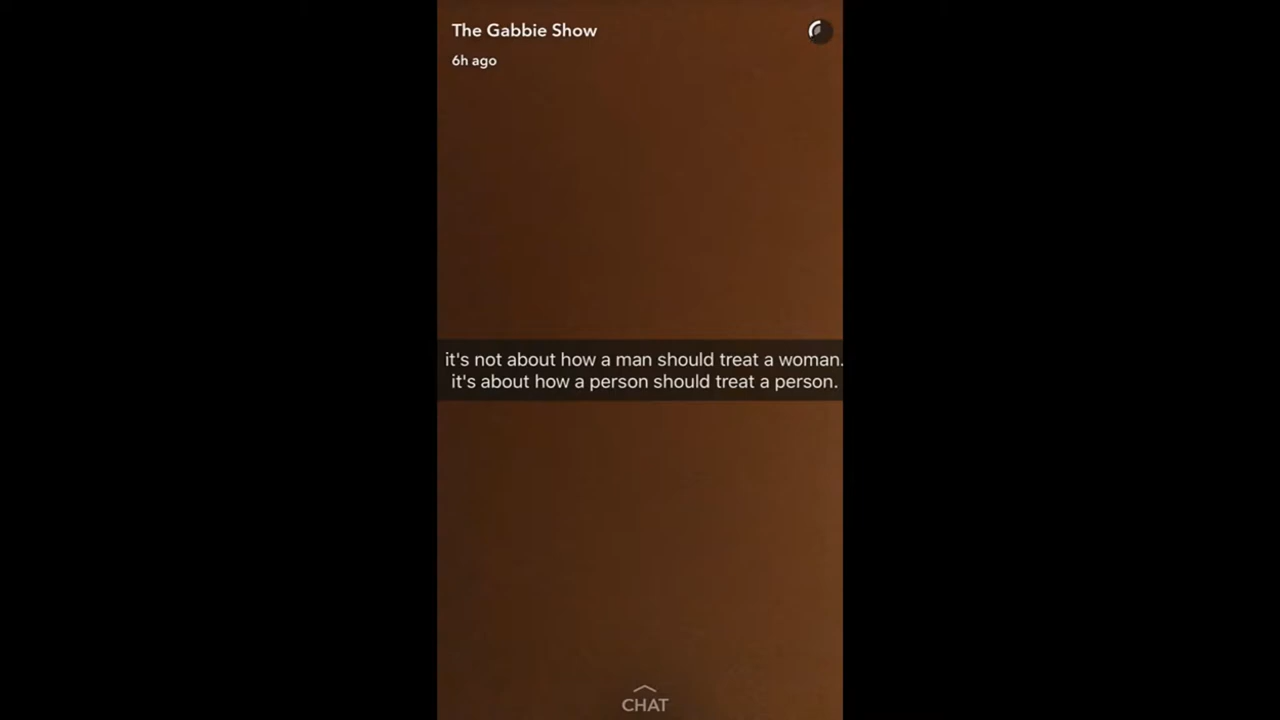 The Gabbie Show
6h ago
it's not about how a man should treat a woman.
it's about how a person should treat a person.
CHAT